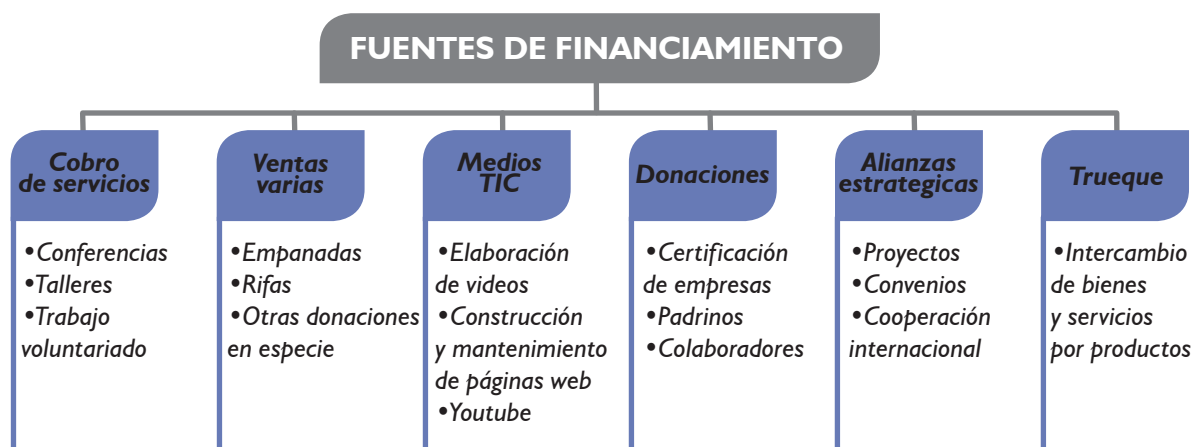 FUENTES DE FINANCIAMIENTO
Cobro
de servicios
•Conferencias
•Talleres
•Trabajo
voluntariado
Ventas
varias
•Empanadas
•Rifas
•Otras donaciones
en especie
Medios
TIC
•Elaboración
de videos
•Construcción
y mantenimiento
de páginas web
•Youtube
Donaciones
•Certificación
de empresas
•Padrinos
•Colaboradores
Alianzas
estrategicas
•Proyectos
•Convenios
•Cooperación
internacional
Trueque
•Intercambio
de bienes
y servicios
por productos